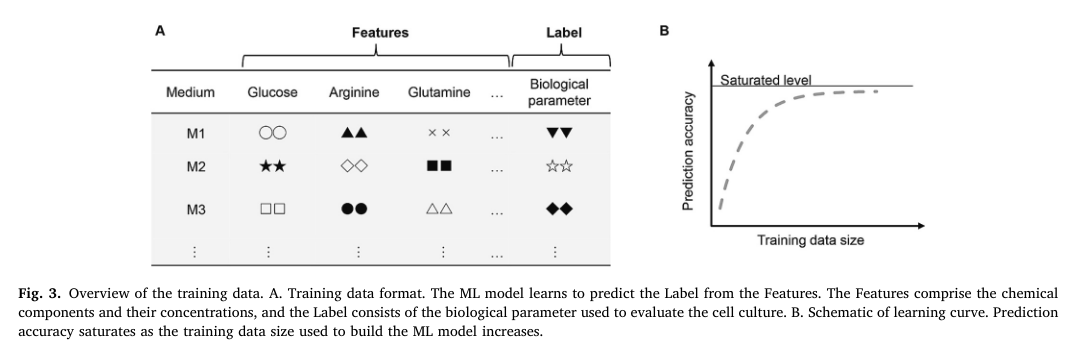 A
Features
Label
Medium Glucose Arginine Glutamine ... Biological parameter
M1 ○○ ▲▲ ×× ... ▼▼
M2 ★★ ◇◇ ■■ ... ☆☆
M3 □□ ●● △△ ... ◆◆
⋮ ⋮ ⋮ ⋮ ... ⋮
B
Saturated level
Prediction accuracy
Training data size
Fig. 3. Overview of the training data. A. Training data format. The ML model learns to predict the Label from the Features. The Features comprise the chemical
components and their concentrations, and the Label consists of the biological parameter used to evaluate the cell culture. B. Schematic of learning curve. Prediction
accuracy saturates as the training data size used to build the ML model increases.